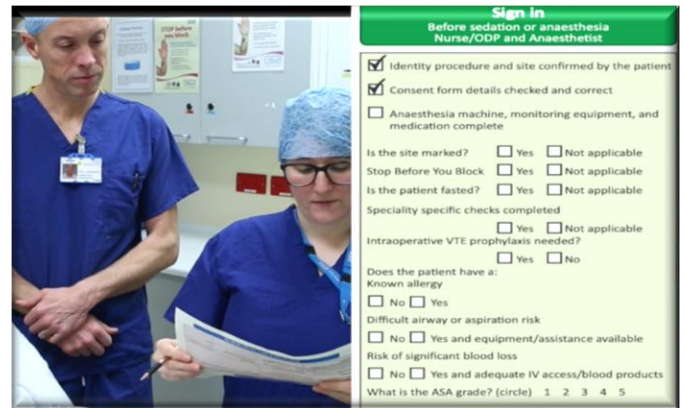 STOP before
you block
Sign in
Before sedation or anaesthesia
Nurse/ODP and Anaesthetist
Identity procedure and site confirmed by the patient
Consent form details checked and correct
Anaesthesia machine, monitoring equipment, and
medication complete
Is the site marked? Yes Not applicable
Stop Before You Block Yes Not applicable
Is the patient fasted? Yes Not applicable
Speciality specific checks completed
Yes Not applicable
Intraoperative VTE prophylaxis needed?
Yes No
Does the patient have a:
Known allergy
No Yes
Difficult airway or aspiration risk
No Yes and equipment/assistance available
Risk of significant blood loss
No Yes and adequate IV access/blood products
What is the ASA grade? (circle) 1 2 3 4 5